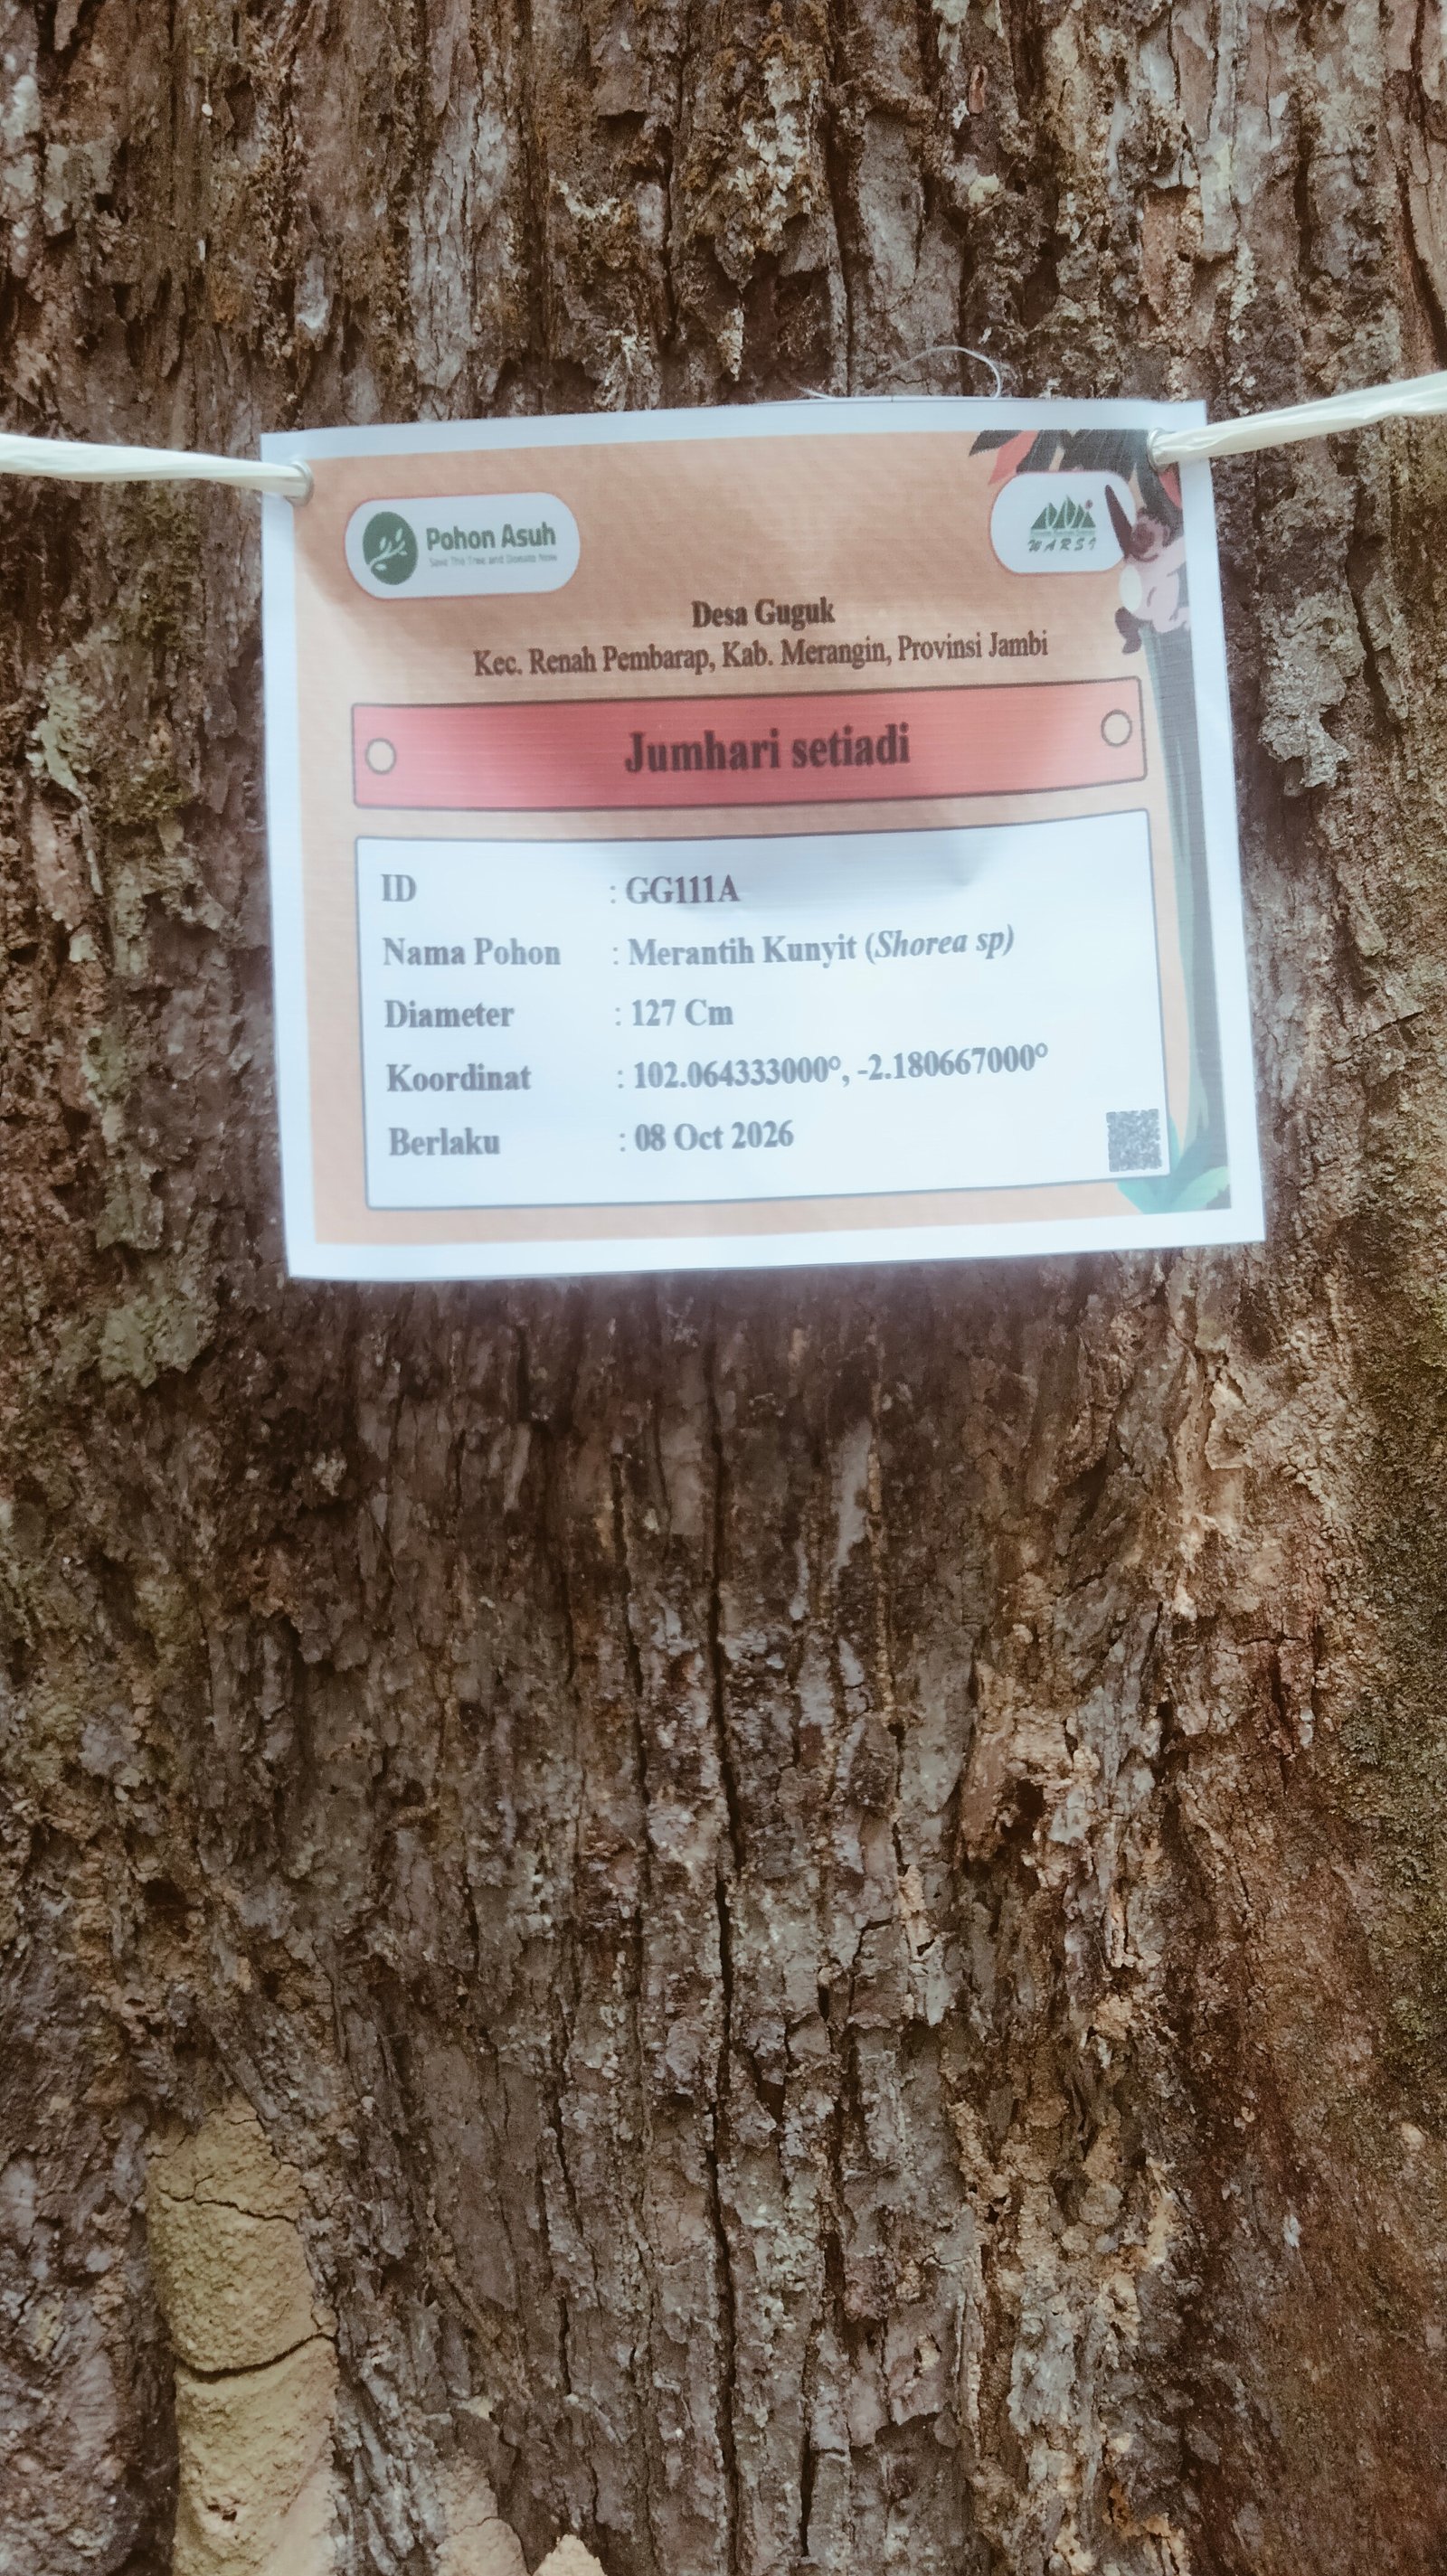 Pohon Asuh
Save The Tree and Donate Now
WARSI
Desa Guguk
Kec. Renah Pembarap, Kab. Merangin, Provinsi Jambi
Jumhari setiadi
ID : GG111A
Nama Pohon : Merantih Kunyit (Shorea sp)
Diameter : 127 Cm
Koordinat : 102.064333000°, -2.180667000°
Berlaku : 08 Oct 2026